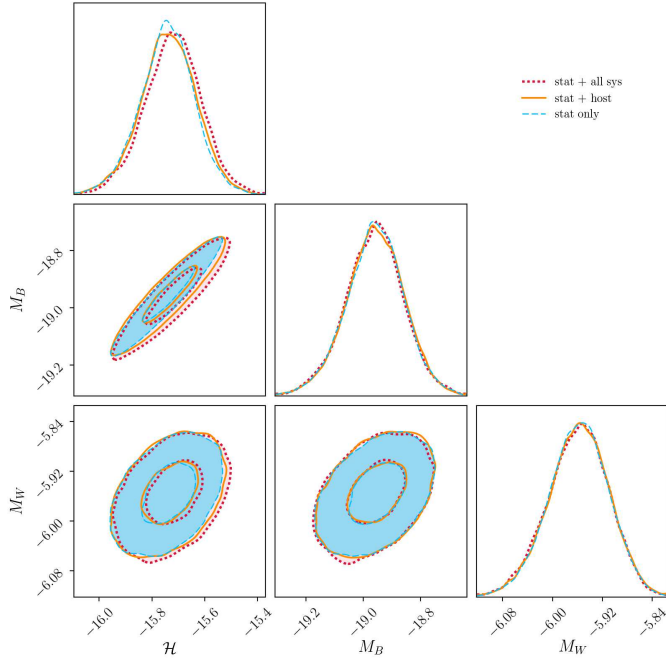 stat + all sys
stat + host
stat only
−18.8
−19.0
−19.2
M_B
−5.84
−5.92
−6.00
−6.08
M_W
−16.0
−15.8
−15.6
−15.4
ℋ
−19.2
−19.0
−18.8
M_B
−6.08
−6.00
−5.92
−5.84
M_W